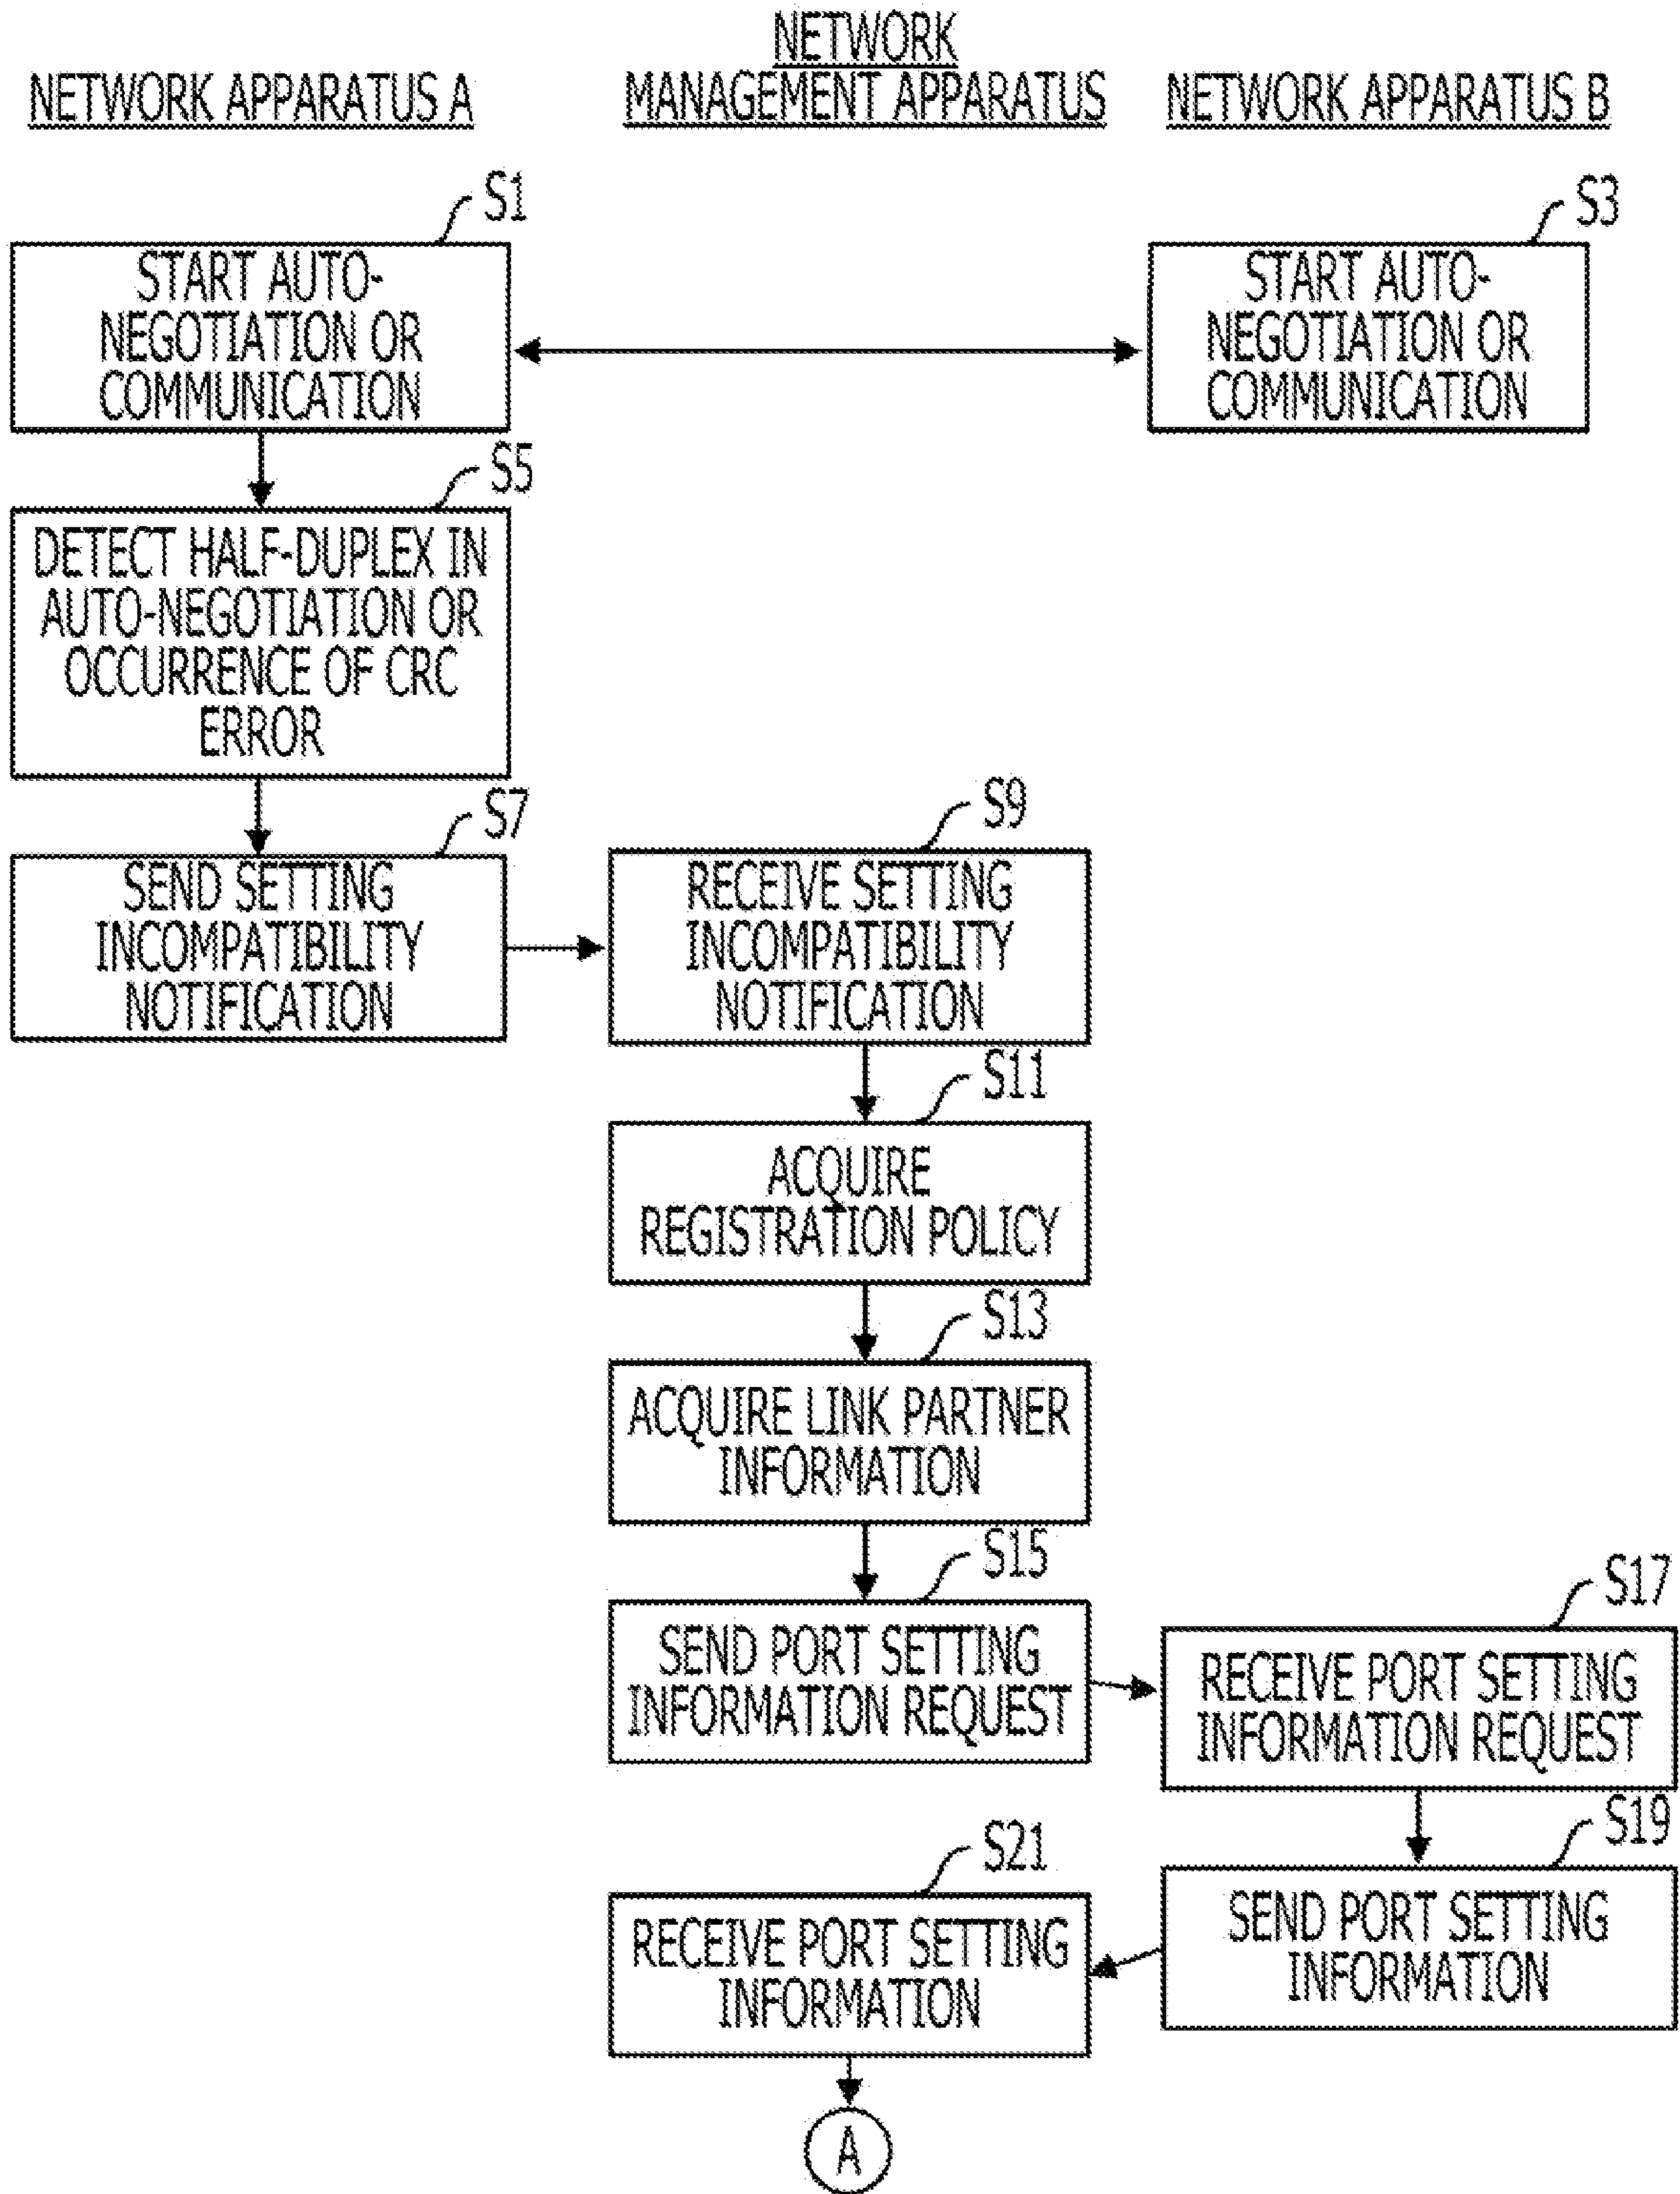 NETWORK APPARATUS A
NETWORK
MANAGEMENT APPARATUS
NETWORK APPARATUS B
S1
START AUTO-
NEGOTIATION OR
COMMUNICATION
S3
START AUTO-
NEGOTIATION OR
COMMUNICATION
S5
DETECT HALF-DUPLEX IN
AUTO-NEGOTIATION OR
OCCURRENCE OF CRC
ERROR
S7
SEND SETTING
INCOMPATIBILITY
NOTIFICATION
S9
RECEIVE SETTING
INCOMPATIBILITY
NOTIFICATION
S11
ACQUIRE
REGISTRATION POLICY
S13
ACQUIRE LINK PARTNER
INFORMATION
S15
SEND PORT SETTING
INFORMATION REQUEST
S17
RECEIVE PORT SETTING
INFORMATION REQUEST
S19
SEND PORT SETTING
INFORMATION
S21
RECEIVE PORT SETTING
INFORMATION
A